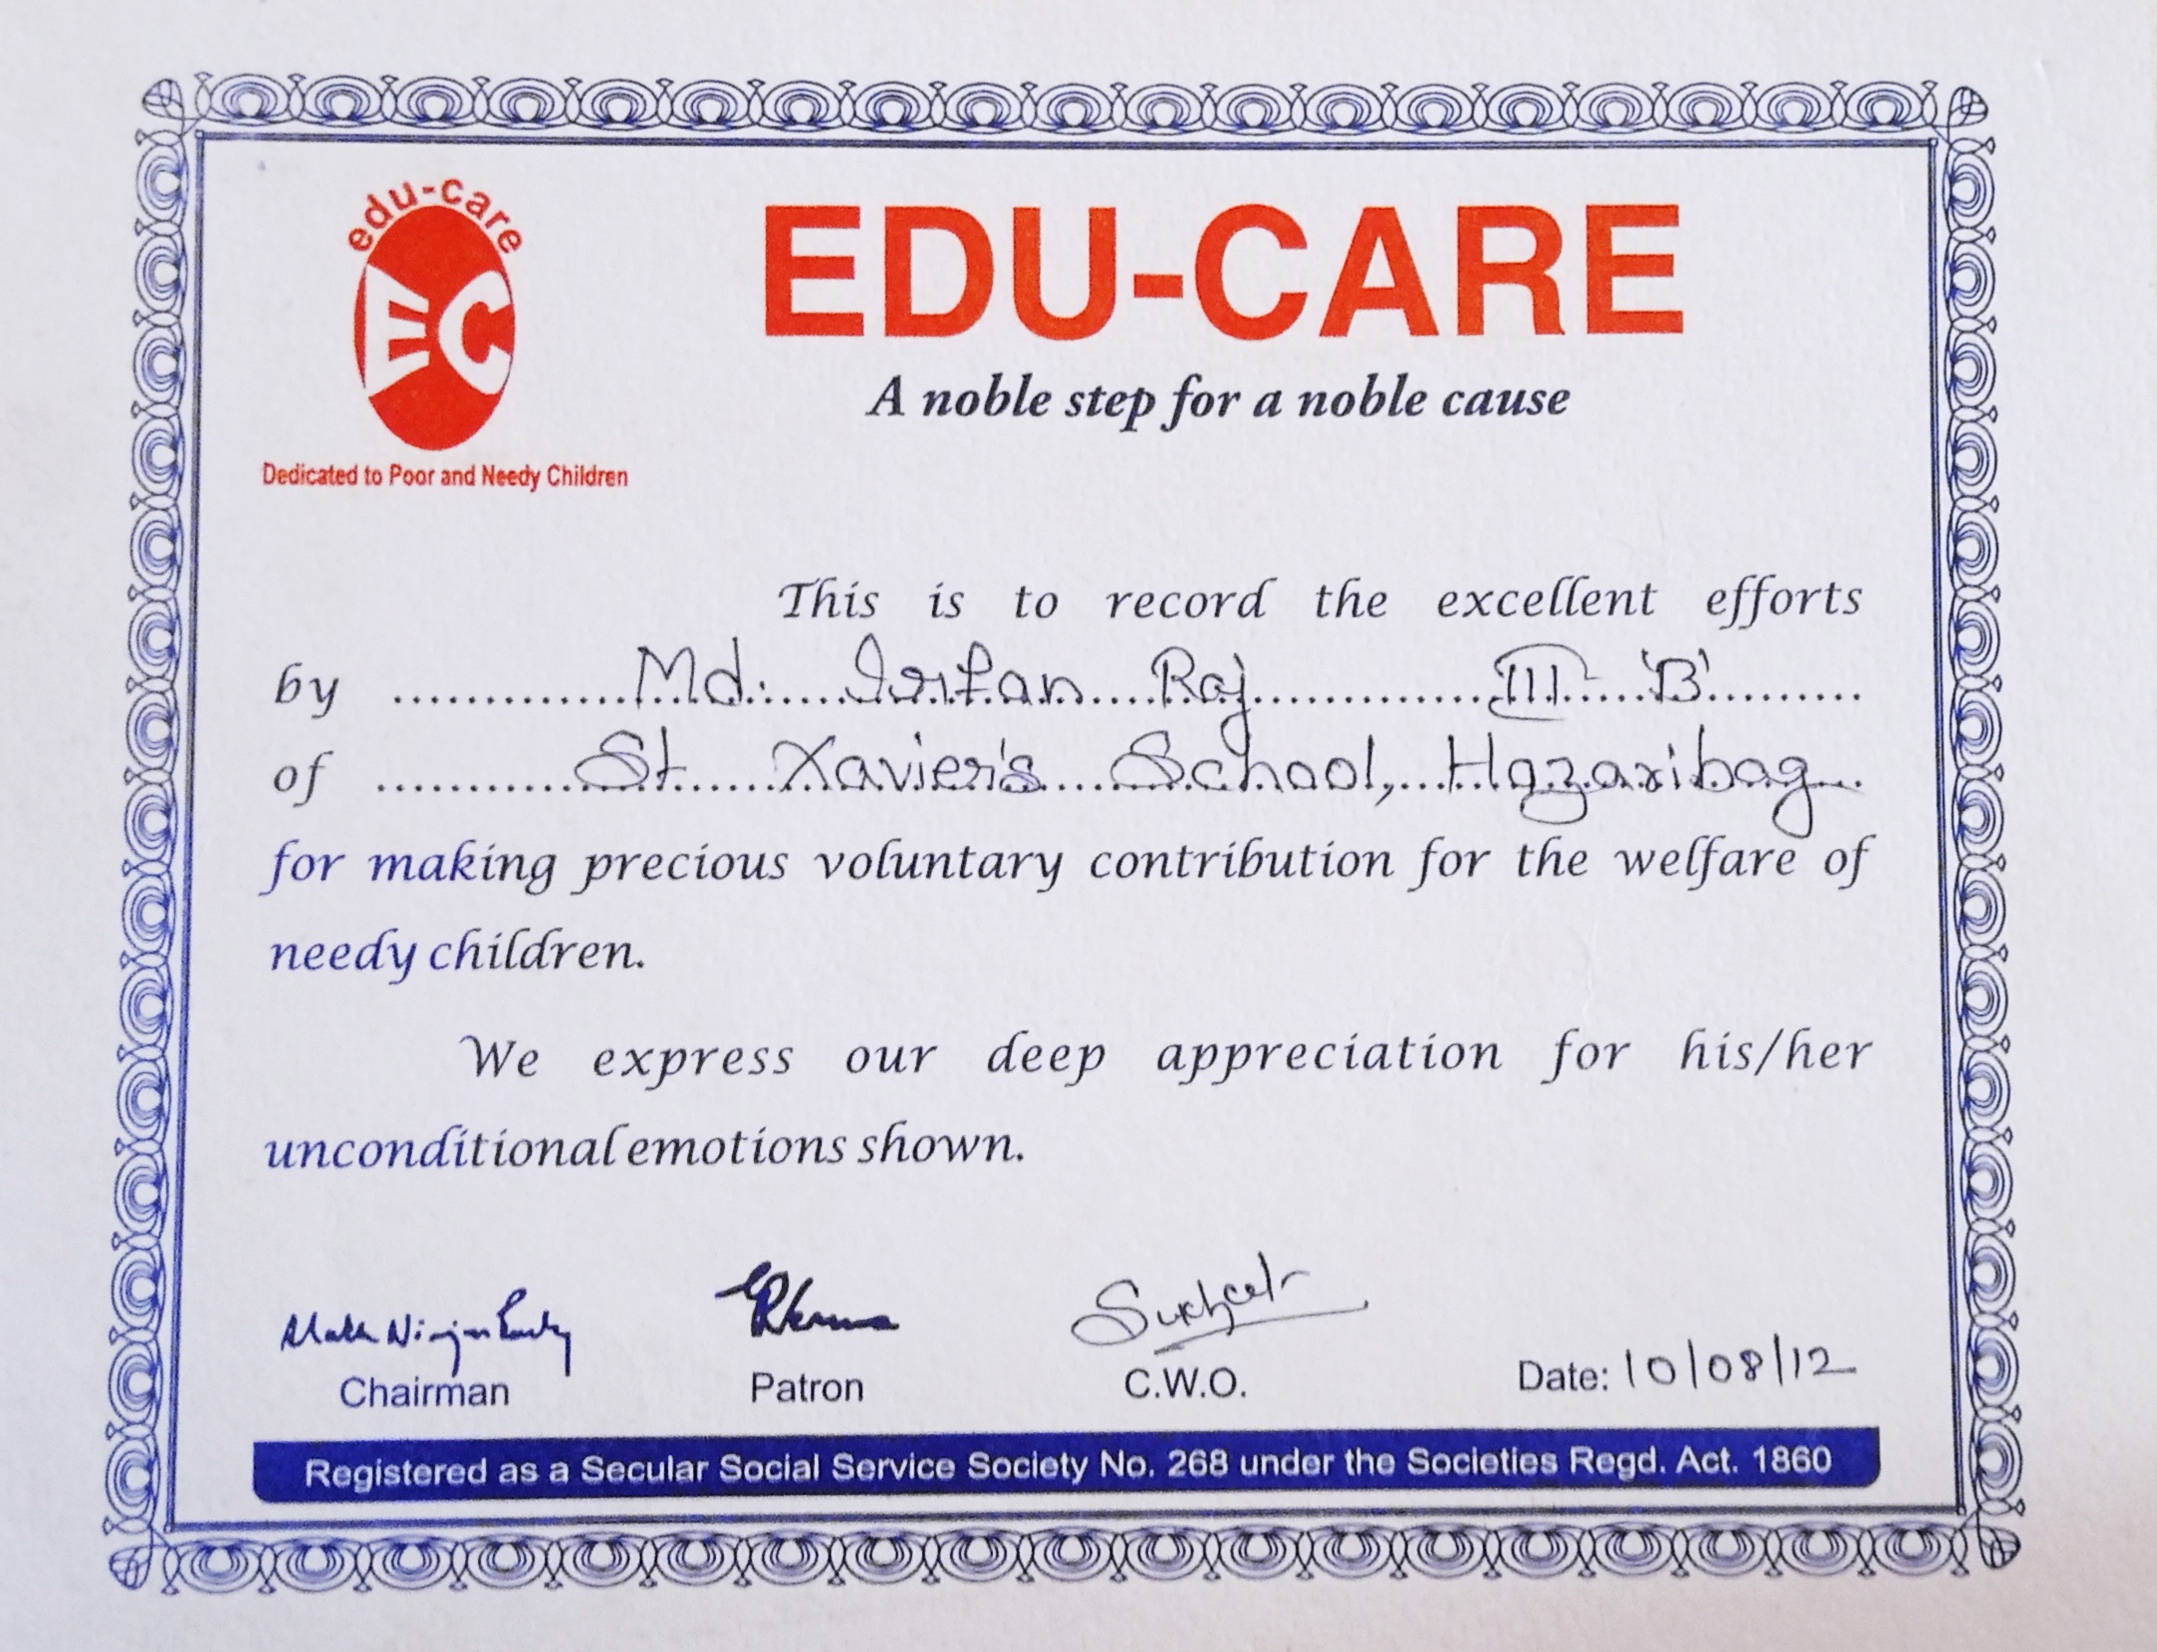 edu-care
EC
Dedicated to Poor and Needy Children
EDU-CARE
A noble step for a noble cause
This is to record the excellent efforts
by .............Md. Irfan Raj..............III 'B'.........
of ............St. Xavier's School, Hazaribag
for making precious voluntary contribution for the welfare of
needy children.
We express our deep appreciation for his/her
unconditional emotions shown.
Chairman
Patron
C.W.O.
Date: 10/08/12
Registered as a Secular Social Service Society No. 268 under the Societies Regd. Act. 1860